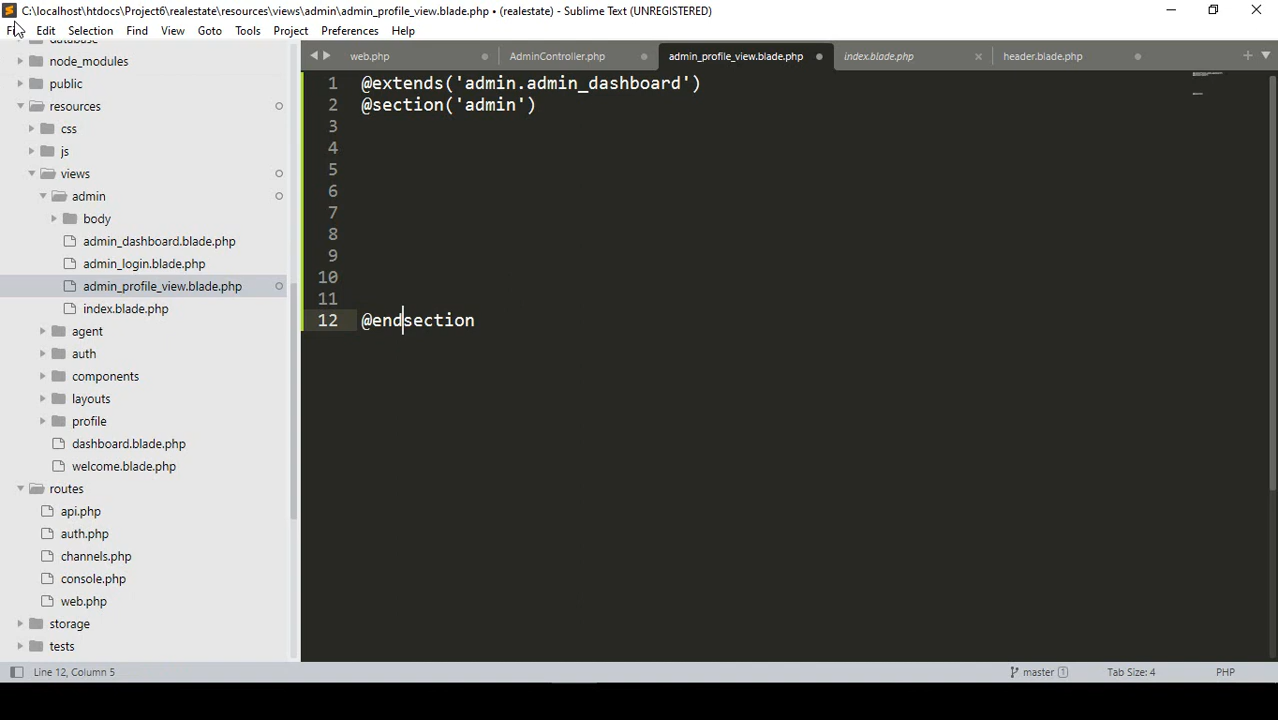 C:\localhost\htdocs\Project6\realestate\resources\views\admin\admin_profile_view.blade.php • (realestate) - Sublime Text (UNREGISTERED)
Edit Selection Find View Goto Tools Project Preferences Help
web.php AdminController.php admin_profile_view.blade.php index.blade.php header.blade.php
node_modules
public
resources
css
js
views
admin
body
admin_dashboard.blade.php
admin_login.blade.php
admin_profile_view.blade.php
index.blade.php
agent
auth
components
layouts
profile
dashboard.blade.php
welcome.blade.php
routes
api.php
auth.php
channels.php
console.php
web.php
storage
tests
1 @extends('admin.admin_dashboard')
2 @section('admin')
3
4
5
6
7
8
9
10
11
12 @endsection
Line 12, Column 5 master 1 Tab Size: 4 PHP